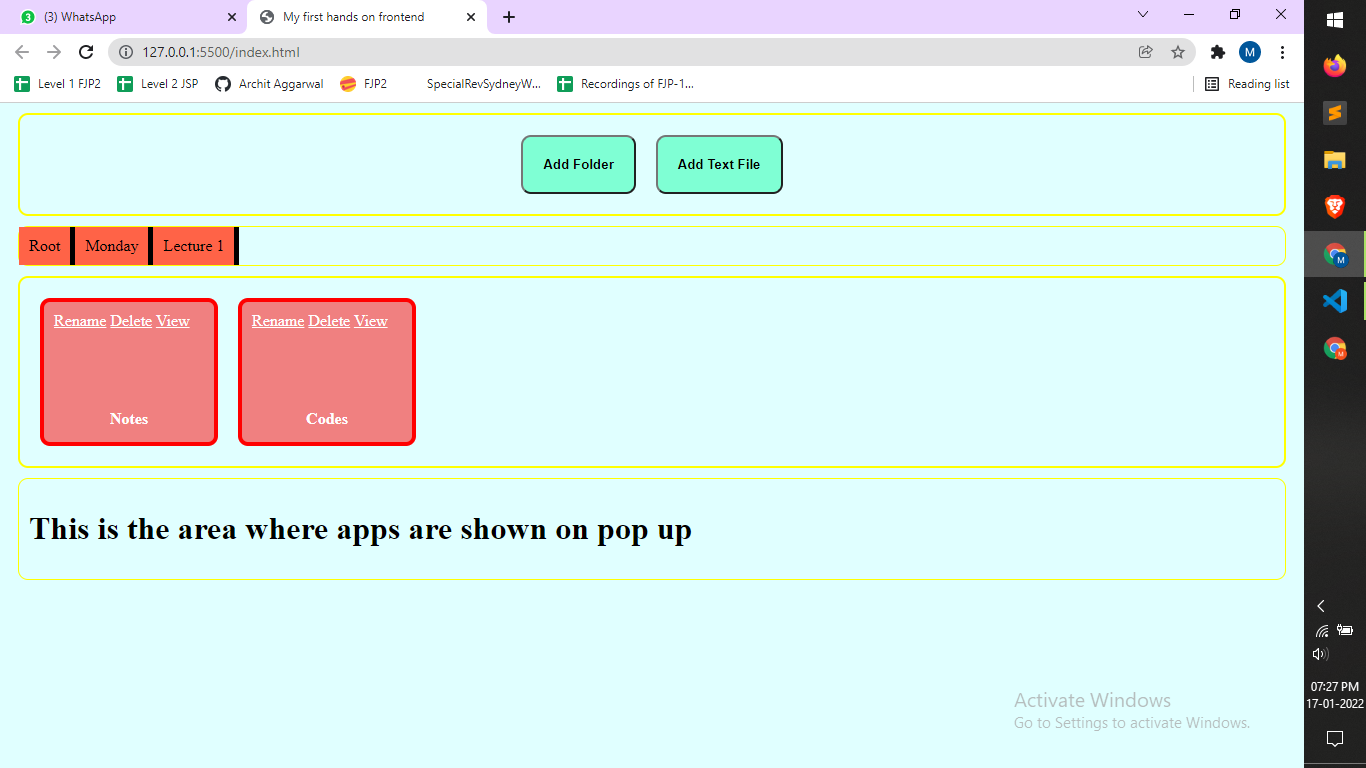 (3) WhatsApp
My first hands on frontend
127.0.0.1:5500/index.html
M
Level 1 FJP2
Level 2 JSP
Archit Aggarwal
FJP2
SpecialRevSydneyW...
Recordings of FJP-1...
Reading list
Add Folder
Add Text File
Root
Monday
Lecture 1
Rename Delete View
Notes
Rename Delete View
Codes
This is the area where apps are shown on pop up
Activate Windows
Go to Settings to activate Windows.
M
M
07:27 PM
17-01-2022